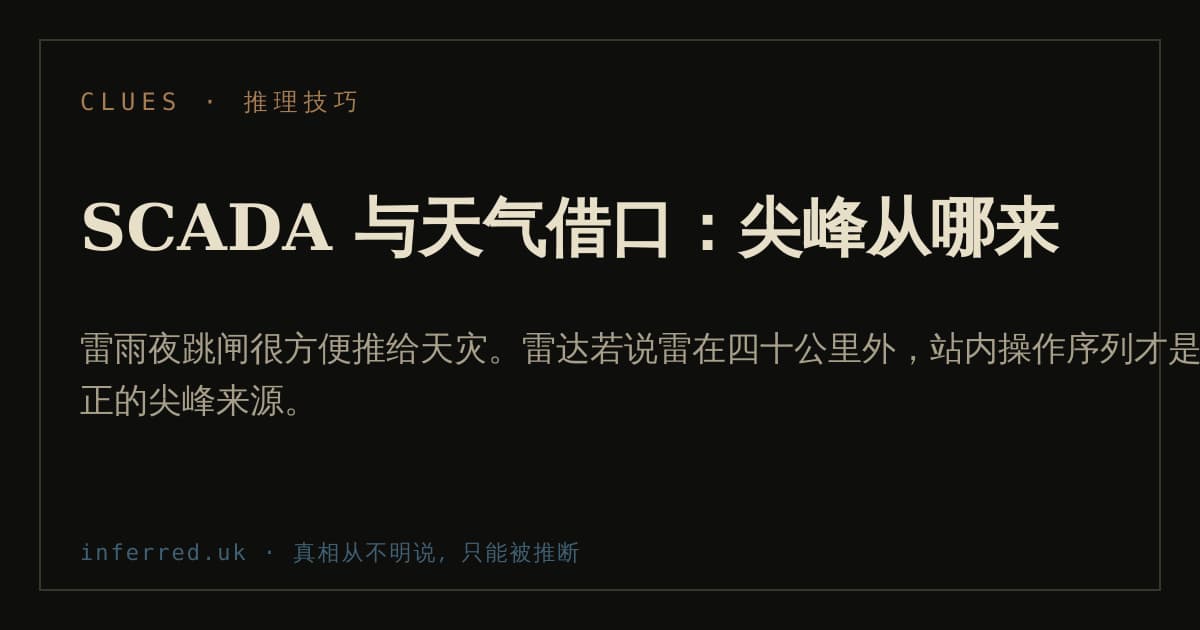 CLUES · 推理技巧
SCADA 与天气借口：尖峰从哪来
雷雨夜跳闸很方便推给天灾。雷达若说雷在四十公里外，站内操作序列才是
正的尖峰来源。
inferred.uk · 真相从不明说，只能被推断